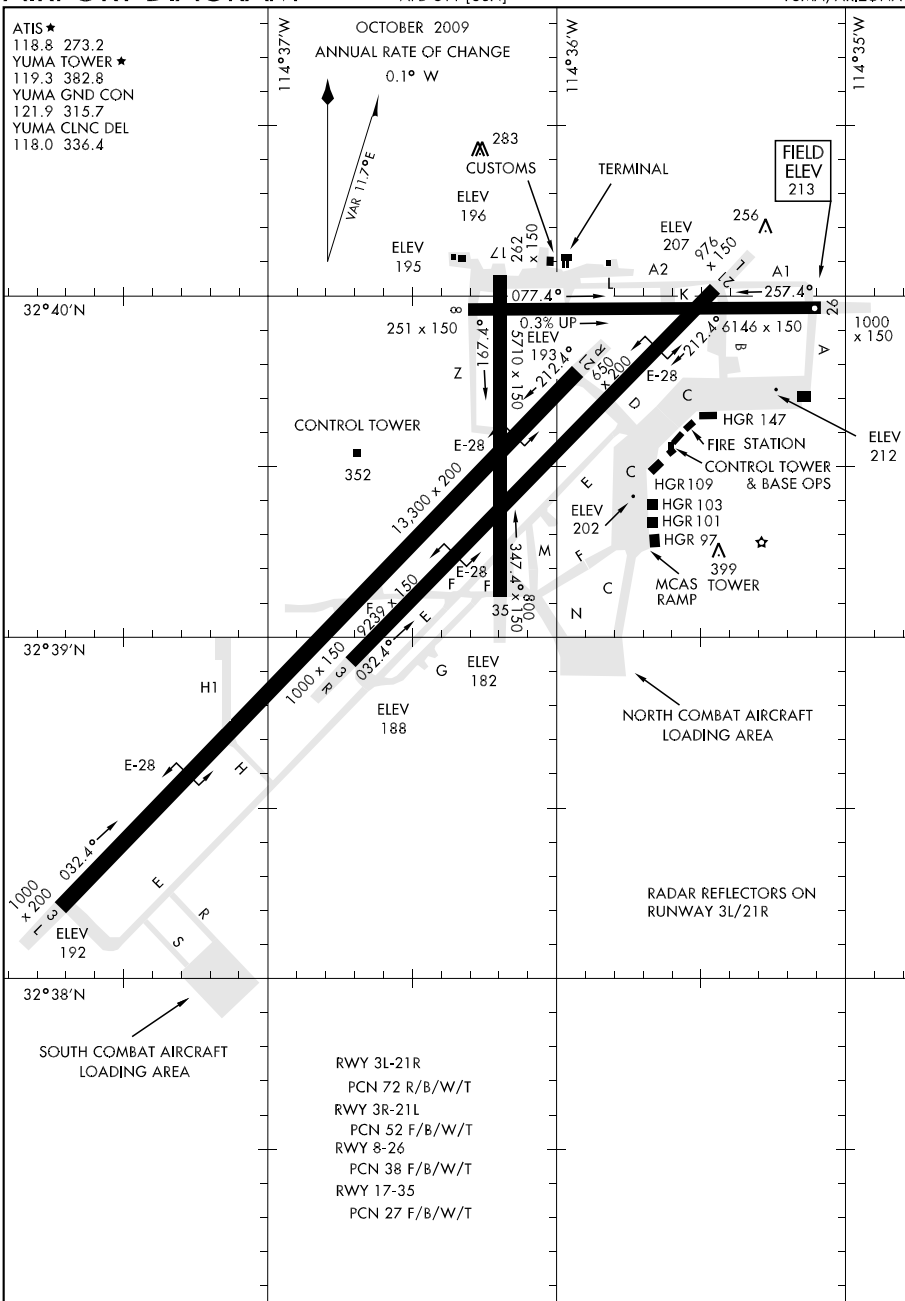 ATIS ★
118.8 273.2
YUMA TOWER ★
119.3 382.8
YUMA GND CON
121.9 315.7
YUMA CLNC DEL
118.0 336.4
OCTOBER 2009
ANNUAL RATE OF CHANGE
0.1° W
VAR 11.7°E
114°37'W
114°36'W
114°35'W
283
CUSTOMS
TERMINAL
FIELD
ELEV
213
256
ELEV
196
ELEV
195
ELEV
207
17
262
x 150
976
x 150
L
A2
A1
21L
K
077.4°
257.4°
32°40'N
8
26
251 x 150
0.3% UP
6146 x 150
1000
x 150
ELEV
193
167.4°
5710 x 150
212.4°
21R
650
x 200
212.4°
E-28
B
A
Z
D
C
CONTROL TOWER
352
E-28
13,300 x 200
HGR 147
FIRE STATION
CONTROL TOWER
& BASE OPS
ELEV
212
C
E
HGR 109
HGR 103
HGR 101
HGR 97
ELEV
202
399
TOWER
MCAS
RAMP
M
F
C
N
347.4°
800
x 150
35
E-28
F
F
F
9239 x 150
E
032.4°
1000 x 150
3R
G
32°39'N
ELEV
182
ELEV
188
H1
H
NORTH COMBAT AIRCRAFT
LOADING AREA
E-28
032.4°
1000
x 200
3L
ELEV
192
E
R
S
RADAR REFLECTORS ON
RUNWAY 3L/21R
32°38'N
SOUTH COMBAT AIRCRAFT
LOADING AREA
RWY 3L-21R
PCN 72 R/B/W/T
RWY 3R-21L
PCN 52 F/B/W/T
RWY 8-26
PCN 38 F/B/W/T
RWY 17-35
PCN 27 F/B/W/T